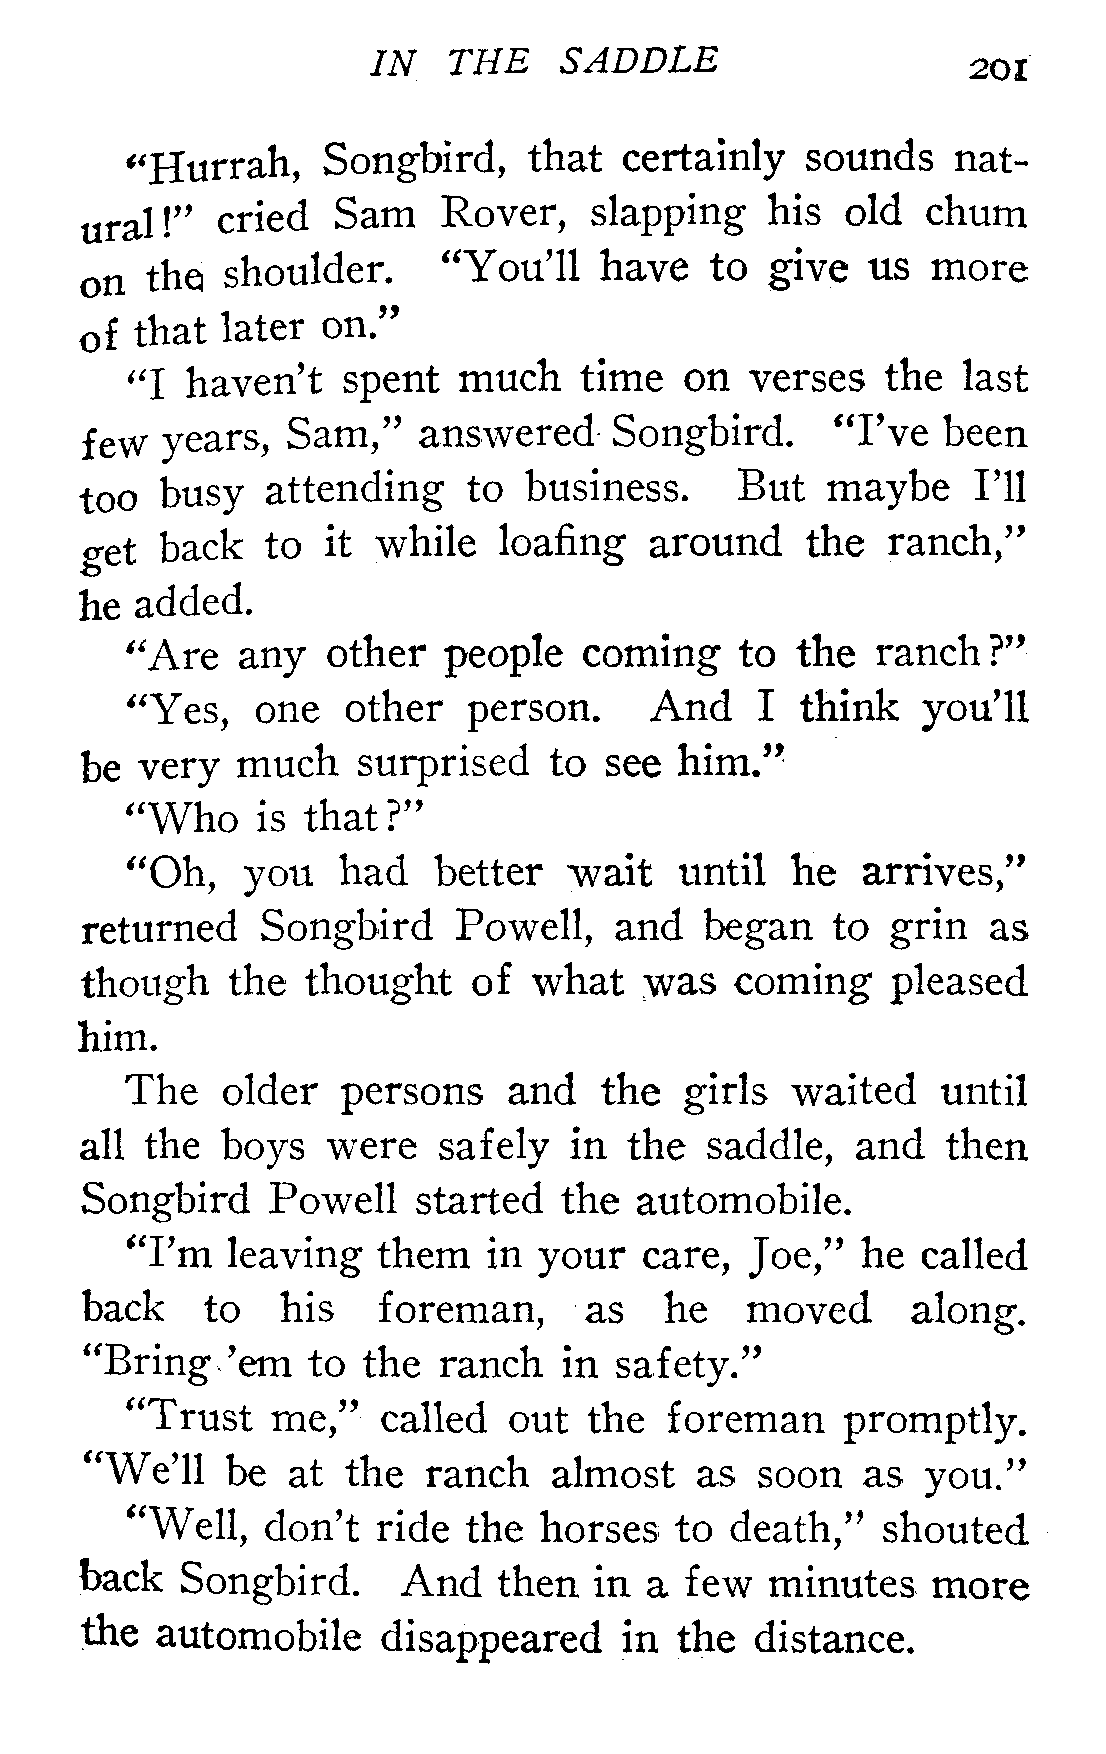 IN THE SADDLE 201
“Hurrah, Songbird, that certainly sounds nat-
ural!” cried Sam Rover, slapping his old chum
on the shoulder. “You’ll have to give us more
of that later on.”
“I haven’t spent much time on verses the last
few years, Sam,” answered Songbird. “I’ve been
too busy attending to business. But maybe I’ll
get back to it while loafing around the ranch,”
he added.
“Are any other people coming to the ranch?”
“Yes, one other person. And I think you’ll
be very much surprised to see him.”
“Who is that?”
“Oh, you had better wait until he arrives,”
returned Songbird Powell, and began to grin as
though the thought of what was coming pleased
him.
The older persons and the girls waited until
all the boys were safely in the saddle, and then
Songbird Powell started the automobile.
“I’m leaving them in your care, Joe,” he called
back to his foreman, as he moved along.
“Bring ’em to the ranch in safety.”
“Trust me,” called out the foreman promptly.
“We’ll be at the ranch almost as soon as you.”
“Well, don’t ride the horses to death,” shouted
back Songbird. And then in a few minutes more
the automobile disappeared in the distance.